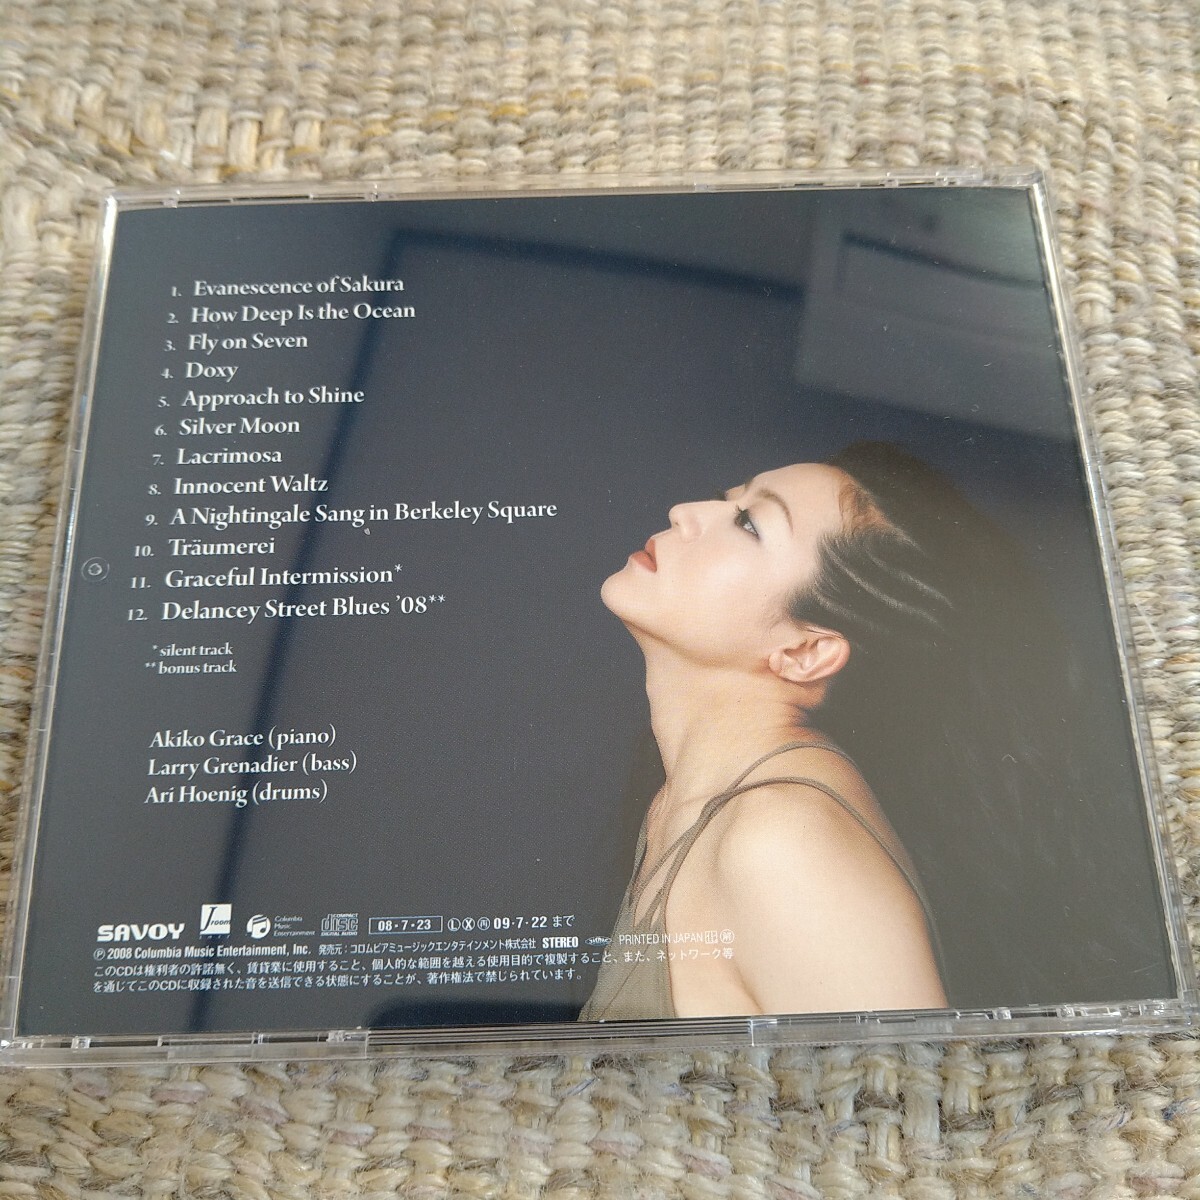 1. Evanescence of Sakura
2. How Deep Is the Ocean
3. Fly on Seven
4. Doxy
5. Approach to Shine
6. Silver Moon
7. Lacrimosa
8. Innocent Waltz
9. A Nightingale Sang in Berkeley Square
10. Träumerei
11. Graceful Intermission*
12. Delancey Street Blues ’08**
* silent track
** bonus track
Akiko Grace (piano)
Larry Grenadier (bass)
Ari Hoenig (drums)
SAVOY J room Columbia Music Entertainment COMPACT disc DIGITAL AUDIO 08・7・23 Ⓛ Ⓧ 09・7・22 まで
Ⓟ 2008 Columbia Music Entertainment, Inc. 発売元：コロムビアミュージックエンタテインメント株式会社 STEREO PRINTED IN JAPAN
このCDは権利者の許諾無く、賃貸業に使用すること、個人的な範囲を越える使用目的で複製すること、また、ネットワーク等
を通じてこのCDに収録された音を送信できる状態にすることが、著作権法で禁じられています。